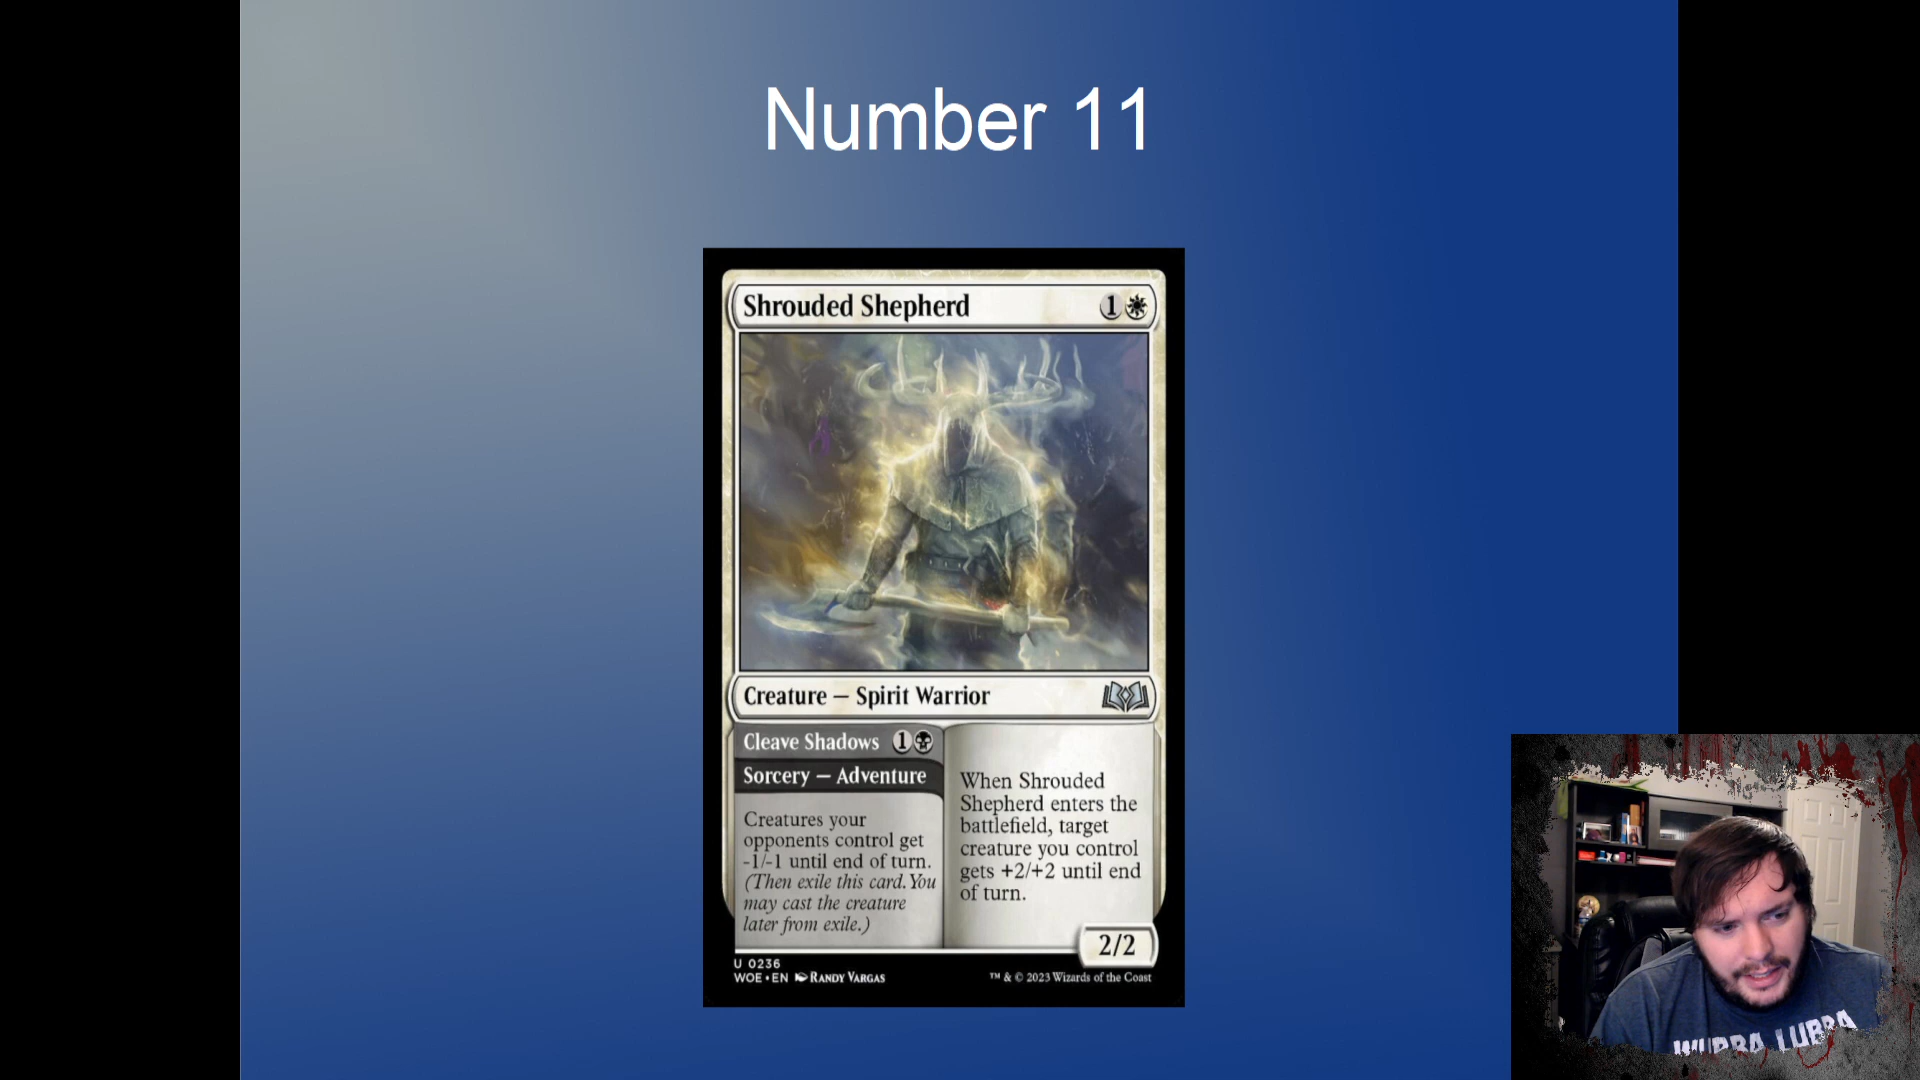 Number 11
Shrouded Shepherd 1
Creature — Spirit Warrior
Cleave Shadows 1
Sorcery — Adventure
Creatures your
opponents control get
-1/-1 until end of turn.
(Then exile this card. You
may cast the creature
later from exile.)
When Shrouded
Shepherd enters the
battlefield, target
creature you control
gets +2/+2 until end
of turn.
2/2
U 0236
WOE • EN RANDY VARGAS
™ & © 2023 Wizards of the Coast
WUBBA LUBBA